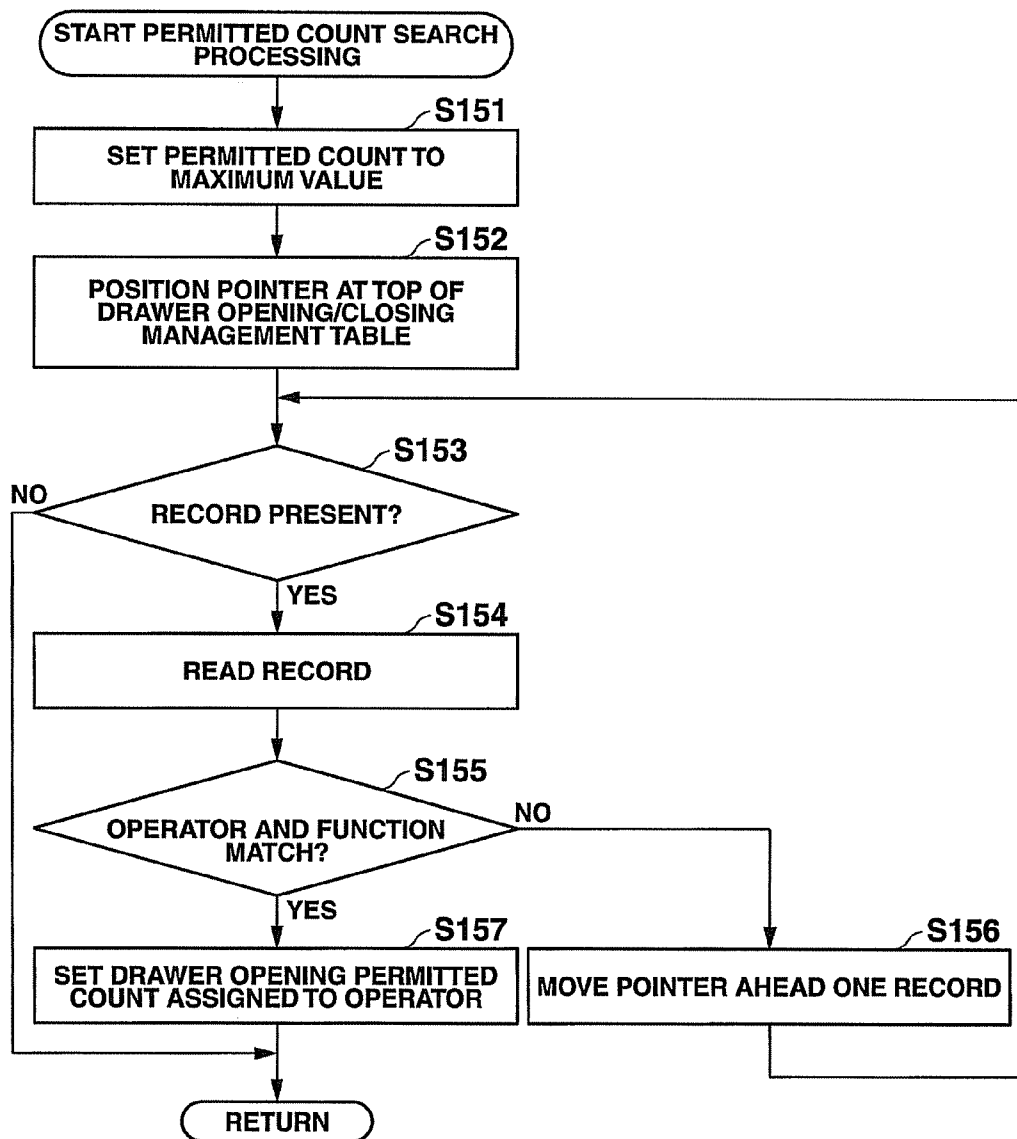 START PERMITTED COUNT SEARCH
PROCESSING
S151
SET PERMITTED COUNT TO
MAXIMUM VALUE
S152
POSITION POINTER AT TOP OF
DRAWER OPENING/CLOSING
MANAGEMENT TABLE
S153
NO
RECORD PRESENT?
YES
S154
READ RECORD
S155
NO
OPERATOR AND FUNCTION
MATCH?
YES
S157
SET DRAWER OPENING PERMITTED
COUNT ASSIGNED TO OPERATOR
S156
MOVE POINTER AHEAD ONE RECORD
RETURN